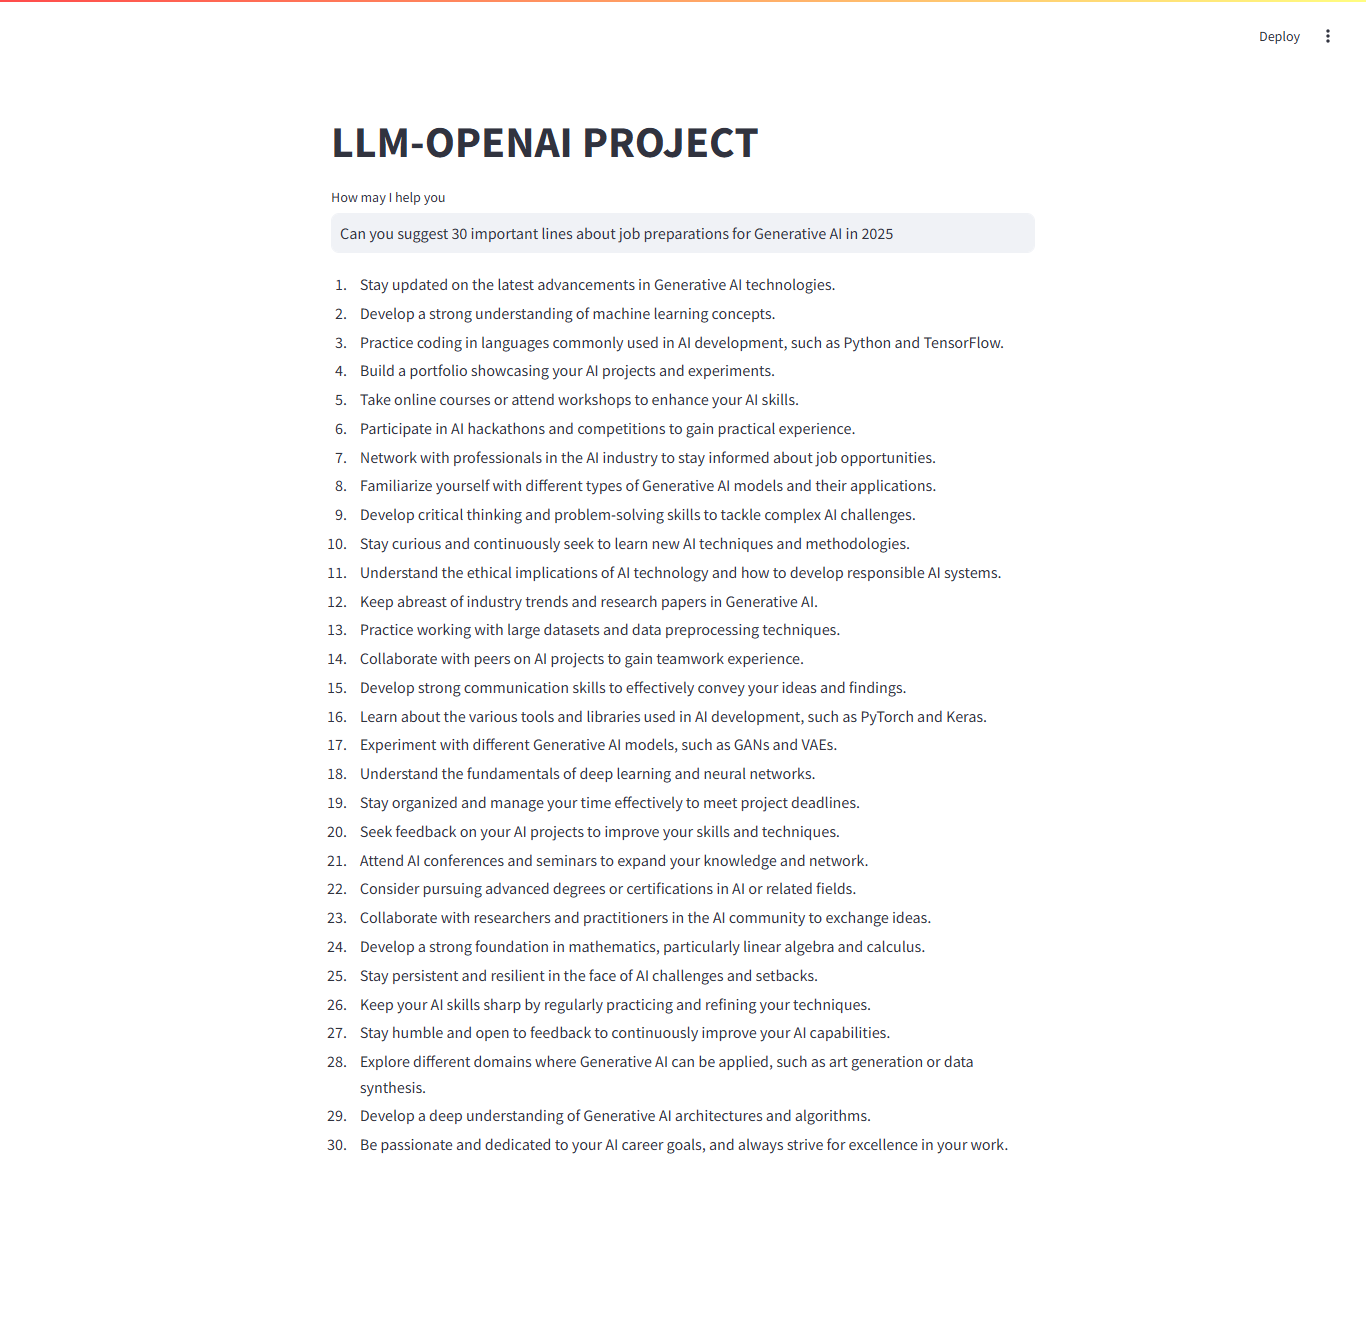 Deploy
LLM-OPENAI PROJECT
How may I help you
Can you suggest 30 important lines about job preparations for Generative AI in 2025
1. Stay updated on the latest advancements in Generative AI technologies.
2. Develop a strong understanding of machine learning concepts.
3. Practice coding in languages commonly used in AI development, such as Python and TensorFlow.
4. Build a portfolio showcasing your AI projects and experiments.
5. Take online courses or attend workshops to enhance your AI skills.
6. Participate in AI hackathons and competitions to gain practical experience.
7. Network with professionals in the AI industry to stay informed about job opportunities.
8. Familiarize yourself with different types of Generative AI models and their applications.
9. Develop critical thinking and problem-solving skills to tackle complex AI challenges.
10. Stay curious and continuously seek to learn new AI techniques and methodologies.
11. Understand the ethical implications of AI technology and how to develop responsible AI systems.
12. Keep abreast of industry trends and research papers in Generative AI.
13. Practice working with large datasets and data preprocessing techniques.
14. Collaborate with peers on AI projects to gain teamwork experience.
15. Develop strong communication skills to effectively convey your ideas and findings.
16. Learn about the various tools and libraries used in AI development, such as PyTorch and Keras.
17. Experiment with different Generative AI models, such as GANs and VAEs.
18. Understand the fundamentals of deep learning and neural networks.
19. Stay organized and manage your time effectively to meet project deadlines.
20. Seek feedback on your AI projects to improve your skills and techniques.
21. Attend AI conferences and seminars to expand your knowledge and network.
22. Consider pursuing advanced degrees or certifications in AI or related fields.
23. Collaborate with researchers and practitioners in the AI community to exchange ideas.
24. Develop a strong foundation in mathematics, particularly linear algebra and calculus.
25. Stay persistent and resilient in the face of AI challenges and setbacks.
26. Keep your AI skills sharp by regularly practicing and refining your techniques.
27. Stay humble and open to feedback to continuously improve your AI capabilities.
28. Explore different domains where Generative AI can be applied, such as art generation or data
synthesis.
29. Develop a deep understanding of Generative AI architectures and algorithms.
30. Be passionate and dedicated to your AI career goals, and always strive for excellence in your work.